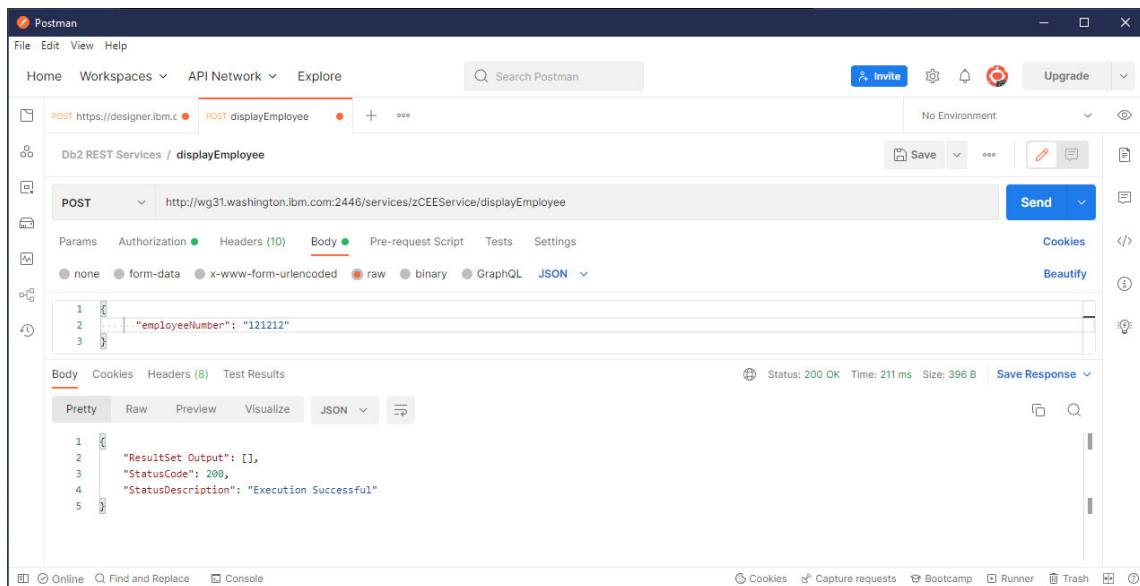 Postman
File Edit View Help
Home Workspaces API Network Explore Search Postman Invite Upgrade
POST https://designer.ibm.c POST displayEmployee No Environment
Db2 REST Services / displayEmployee Save
POST http://wg31.washington.ibm.com:2446/services/zCEEService/displayEmployee Send
Params Authorization Headers (10) Body Pre-request Script Tests Settings Cookies
none form-data x-www-form-urlencoded raw binary GraphQL JSON Beautify
1 {
2 "employeeNumber": "121212"
3 }
Body Cookies Headers (8) Test Results Status: 200 OK Time: 211 ms Size: 396 B Save Response
Pretty Raw Preview Visualize JSON
1 {
2 "ResultSet Output": [],
3 "StatusCode": 200,
4 "StatusDescription": "Execution Successful"
5 }
Online Find and Replace Console Cookies Capture requests Bootcamp Runner Trash